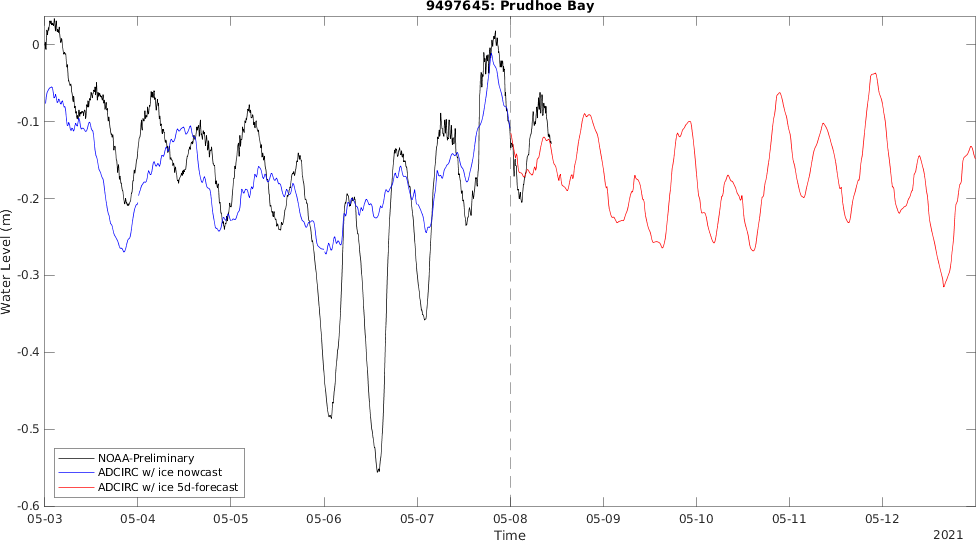 9497645: Prudhoe Bay
0
-0.1
-0.2
-0.3
-0.4
-0.5
-0.6
Water Level (m)
NOAA-Preliminary
ADCIRC w/ ice nowcast
ADCIRC w/ ice 5d-forecast
05-03 05-04 05-05 05-06 05-07 05-08 05-09 05-10 05-11 05-12
Time
2021